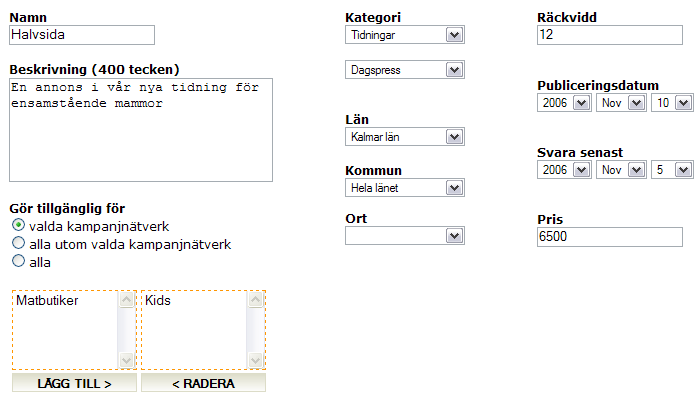 Namn
Halvsida
Beskrivning (400 tecken)
En annons i vår nya tidning för
ensamstående mammor
Gör tillgänglig för
valda kampanjnätverk
alla utom valda kampanjnätverk
alla
Matbutiker
Kids
LÄGG TILL >
< RADERA
Kategori
Tidningar
Dagspress
Län
Kalmar län
Kommun
Hela länet
Ort
Räckvidd
12
Publiceringsdatum
2006 Nov 10
Svara senast
2006 Nov 5
Pris
6500